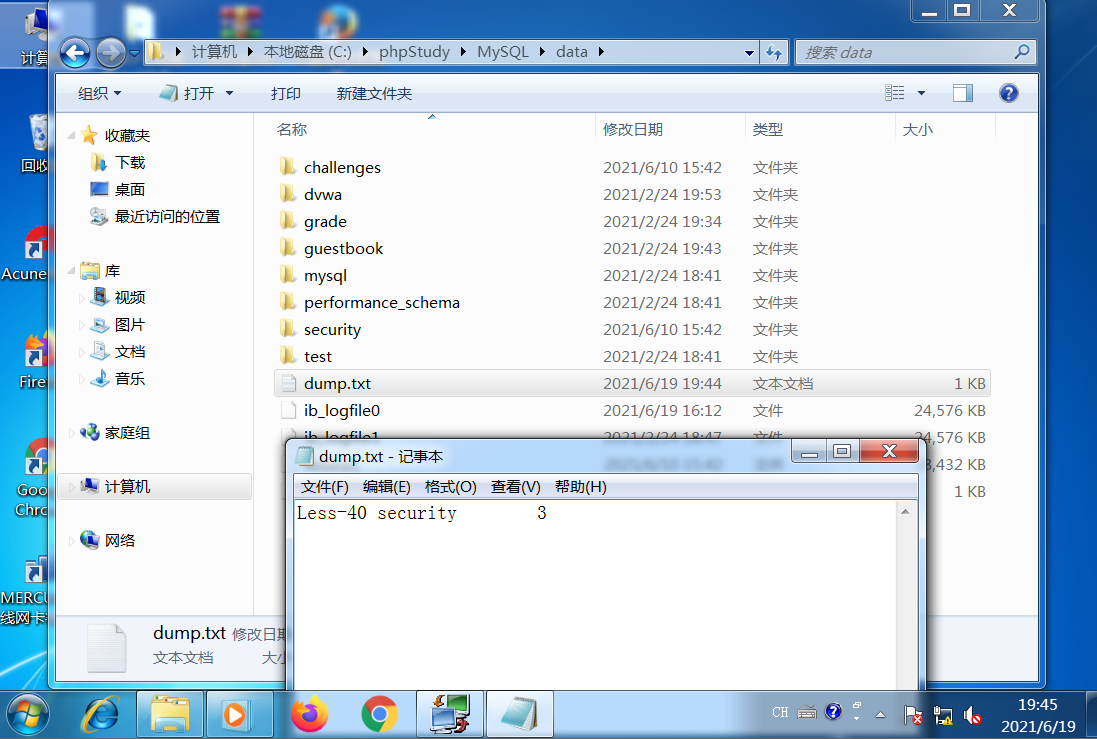 计算机 本地磁盘 (C:) phpStudy MySQL data
搜索 data
组织 打开 打印 新建文件夹
名称 修改日期 类型 大小
收藏夹
下载
桌面
最近访问的位置
库
视频
图片
文档
音乐
家庭组
计算机
网络
challenges 2021/6/10 15:42 文件夹
dvwa 2021/2/24 19:53 文件夹
grade 2021/2/24 19:34 文件夹
guestbook 2021/2/24 19:43 文件夹
mysql 2021/2/24 18:41 文件夹
performance_schema 2021/2/24 18:41 文件夹
security 2021/6/10 15:42 文件夹
test 2021/2/24 18:41 文件夹
dump.txt 2021/6/19 19:44 文本文档 1 KB
ib_logfile0 2021/6/19 16:12 文件 24,576 KB
ib_logfile1 2021/2/24 18:47 文件 24,576 KB
1 KB
dump.txt - 记事本
文件(F) 编辑(E) 格式(O) 查看(V) 帮助(H)
Less-40 security 3
dump.txt 修改日期
文本文档
计算
回收
Acune
Fire
Goo
Chro
MERCU
线网卡
CH
19:45
2021/6/19